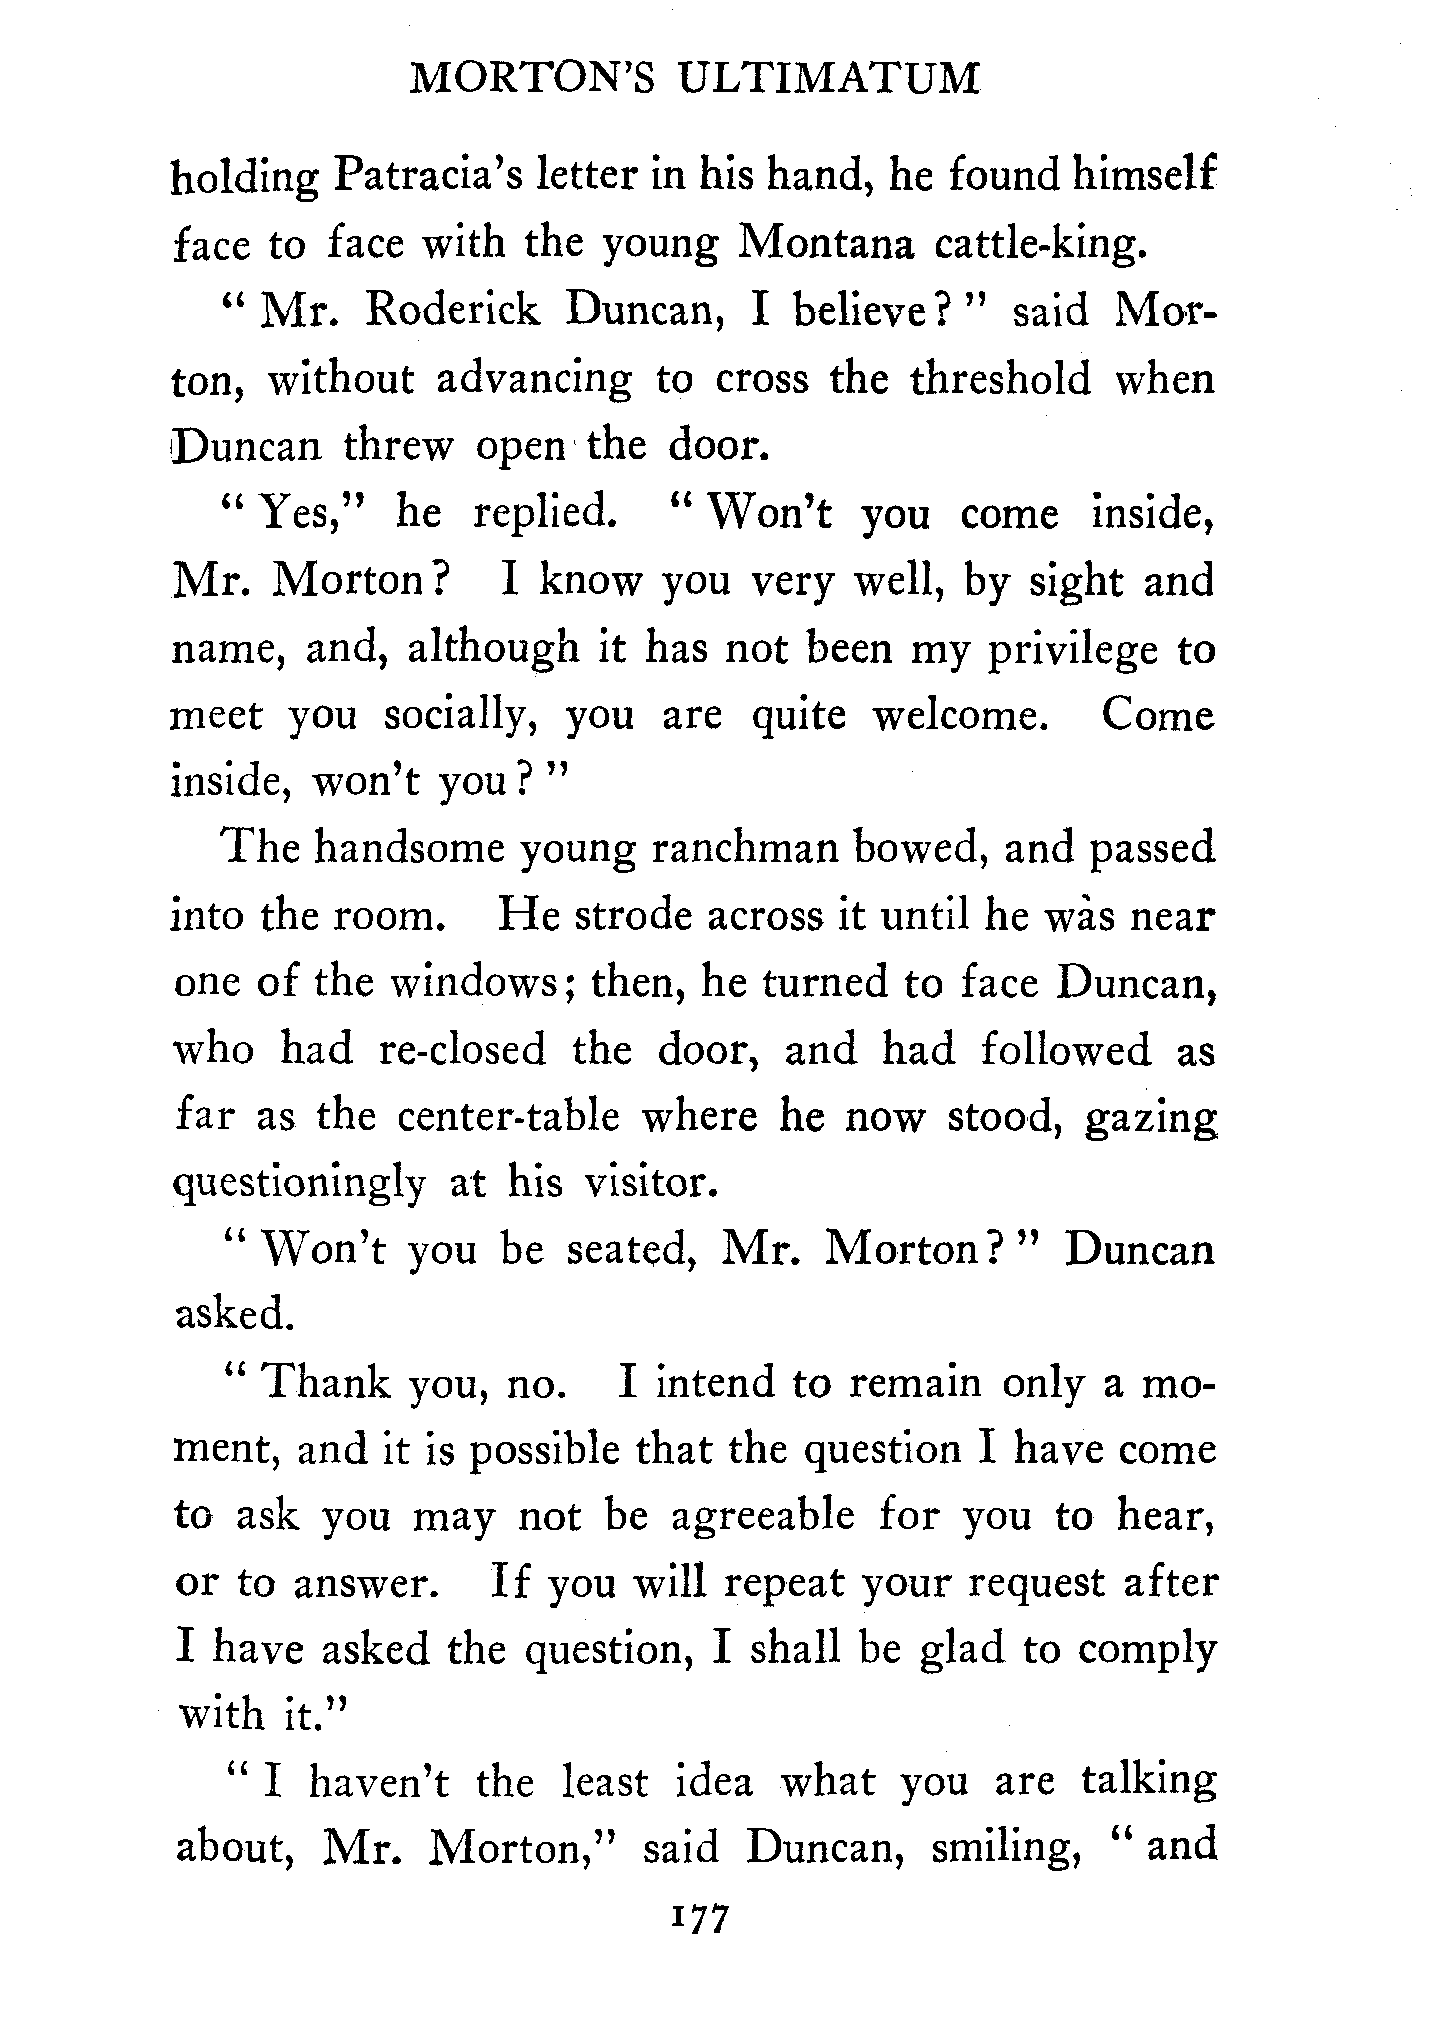 MORTON'S ULTIMATUM
holding Patracia's letter in his hand, he found himself
face to face with the young Montana cattle-king.
" Mr. Roderick Duncan, I believe? " said Mor-
ton, without advancing to cross the threshold when
Duncan threw open the door.
" Yes," he replied. " Won't you come inside,
Mr. Morton? I know you very well, by sight and
name, and, although it has not been my privilege to
meet you socially, you are quite welcome. Come
inside, won't you? "
The handsome young ranchman bowed, and passed
into the room. He strode across it until he was near
one of the windows; then, he turned to face Duncan,
who had re-closed the door, and had followed as
far as the center-table where he now stood, gazing
questioningly at his visitor.
" Won't you be seated, Mr. Morton? " Duncan
asked.
" Thank you, no. I intend to remain only a mo-
ment, and it is possible that the question I have come
to ask you may not be agreeable for you to hear,
or to answer. If you will repeat your request after
I have asked the question, I shall be glad to comply
with it."
" I haven't the least idea what you are talking
about, Mr. Morton," said Duncan, smiling, " and
177